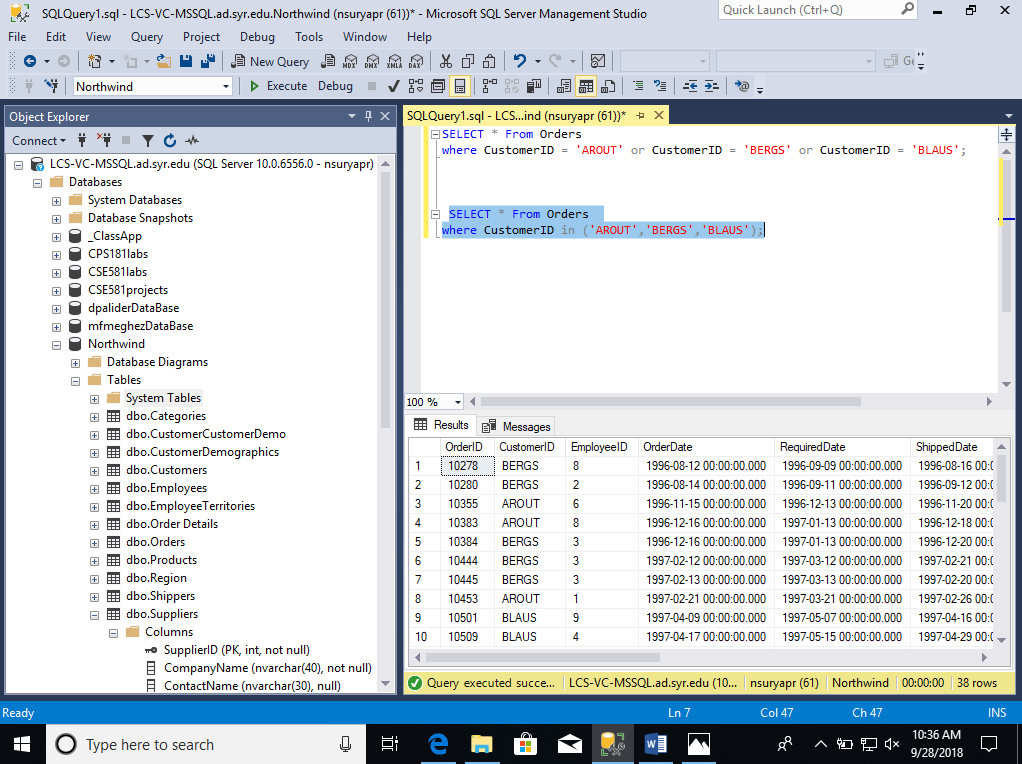 SQLQuery1.sql - LCS-VC-MSSQL.ad.syr.edu.Northwind (nsuryapr (61))* - Microsoft SQL Server Management Studio
Quick Launch (Ctrl+Q)
File Edit View Query Project Debug Tools Window Help
New Query MDX DMX XMLA DAX
Northwind Execute Debug
Object Explorer
SQLQuery1.sql - LCS...ind (nsuryapr (61))*
Connect
LCS-VC-MSSQL.ad.syr.edu (SQL Server 10.0.6556.0 - nsuryapr)
Databases
System Databases
Database Snapshots
_ClassApp
CPS181labs
CSE581labs
CSE581projects
dpaliderDataBase
mfmeghezDataBase
Northwind
Database Diagrams
Tables
System Tables
dbo.Categories
dbo.CustomerCustomerDemo
dbo.CustomerDemographics
dbo.Customers
dbo.Employees
dbo.EmployeeTerritories
dbo.Order Details
dbo.Orders
dbo.Products
dbo.Region
dbo.Shippers
dbo.Suppliers
Columns
SupplierID (PK, int, not null)
CompanyName (nvarchar(40), not null)
ContactName (nvarchar(30), null)
SELECT * From Orders
where CustomerID = 'AROUT' or CustomerID = 'BERGS' or CustomerID = 'BLAUS';
SELECT * From Orders
where CustomerID in ('AROUT','BERGS','BLAUS');
100 %
Results Messages
OrderID CustomerID EmployeeID OrderDate RequiredDate ShippedDate
1 10278 BERGS 8 1996-08-12 00:00:00.000 1996-09-09 00:00:00.000 1996-08-16 00:0
2 10280 BERGS 2 1996-08-14 00:00:00.000 1996-09-11 00:00:00.000 1996-09-12 00:0
3 10355 AROUT 6 1996-11-15 00:00:00.000 1996-12-13 00:00:00.000 1996-11-20 00:0
4 10383 AROUT 8 1996-12-16 00:00:00.000 1997-01-13 00:00:00.000 1996-12-18 00:0
5 10384 BERGS 3 1996-12-16 00:00:00.000 1997-01-13 00:00:00.000 1996-12-20 00:0
6 10444 BERGS 3 1997-02-12 00:00:00.000 1997-03-12 00:00:00.000 1997-02-21 00:0
7 10445 BERGS 3 1997-02-13 00:00:00.000 1997-03-13 00:00:00.000 1997-02-20 00:0
8 10453 AROUT 1 1997-02-21 00:00:00.000 1997-03-21 00:00:00.000 1997-02-26 00:0
9 10501 BLAUS 9 1997-04-09 00:00:00.000 1997-05-07 00:00:00.000 1997-04-16 00:0
10 10509 BLAUS 4 1997-04-17 00:00:00.000 1997-05-15 00:00:00.000 1997-04-29 00:0
Query executed succe... LCS-VC-MSSQL.ad.syr.edu (10... nsuryapr (61) Northwind 00:00:00 38 rows
Ready Ln 7 Col 47 Ch 47 INS
Type here to search
10:36 AM
9/28/2018